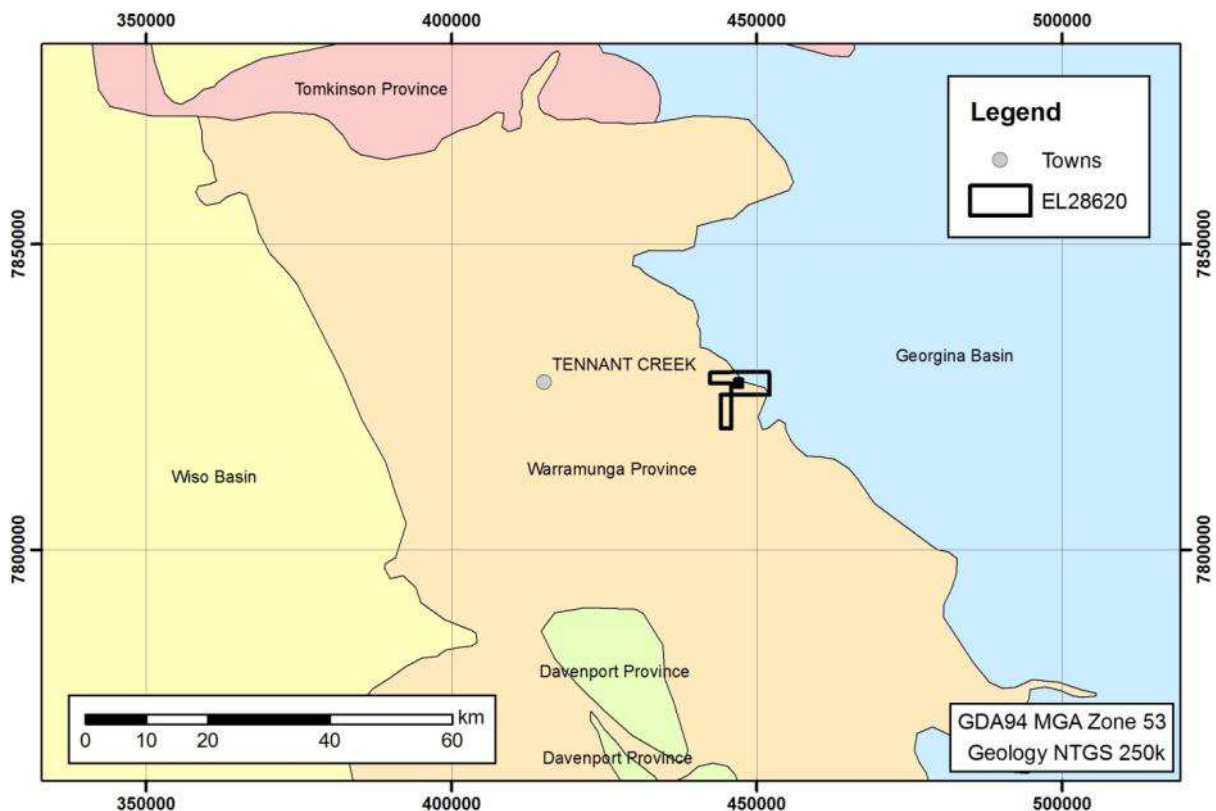 350000
400000
450000
500000
Tomkinson Province
Legend
Towns
EL28620
7850000
7850000
TENNANT CREEK
Georgina Basin
Wiso Basin
Warramunga Province
7800000
7800000
Davenport Province
km
0 10 20 40 60
Davenport Province
GDA94 MGA Zone 53
Geology NTGS 250k
350000
400000
450000
500000